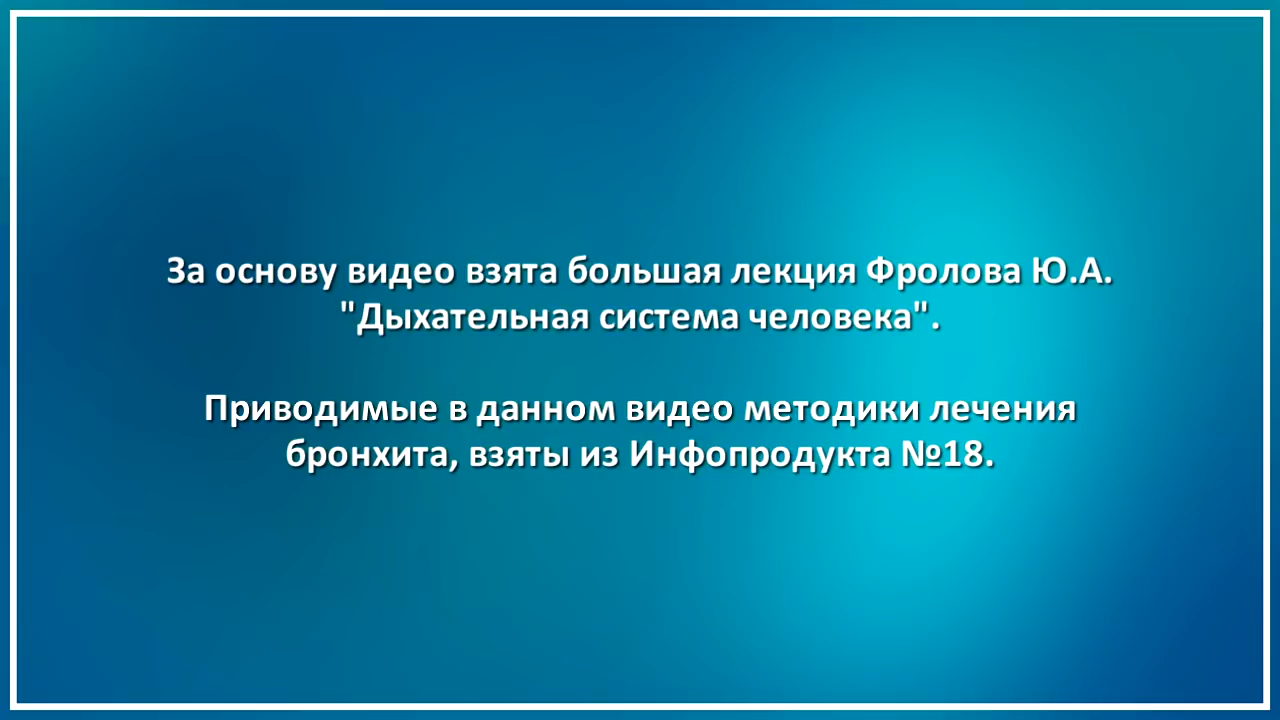 За основу видео взята большая лекция Фролова Ю.А.
"Дыхательная система человека".
Приводимые в данном видео методики лечения
бронхита, взяты из Инфопродукта №18.